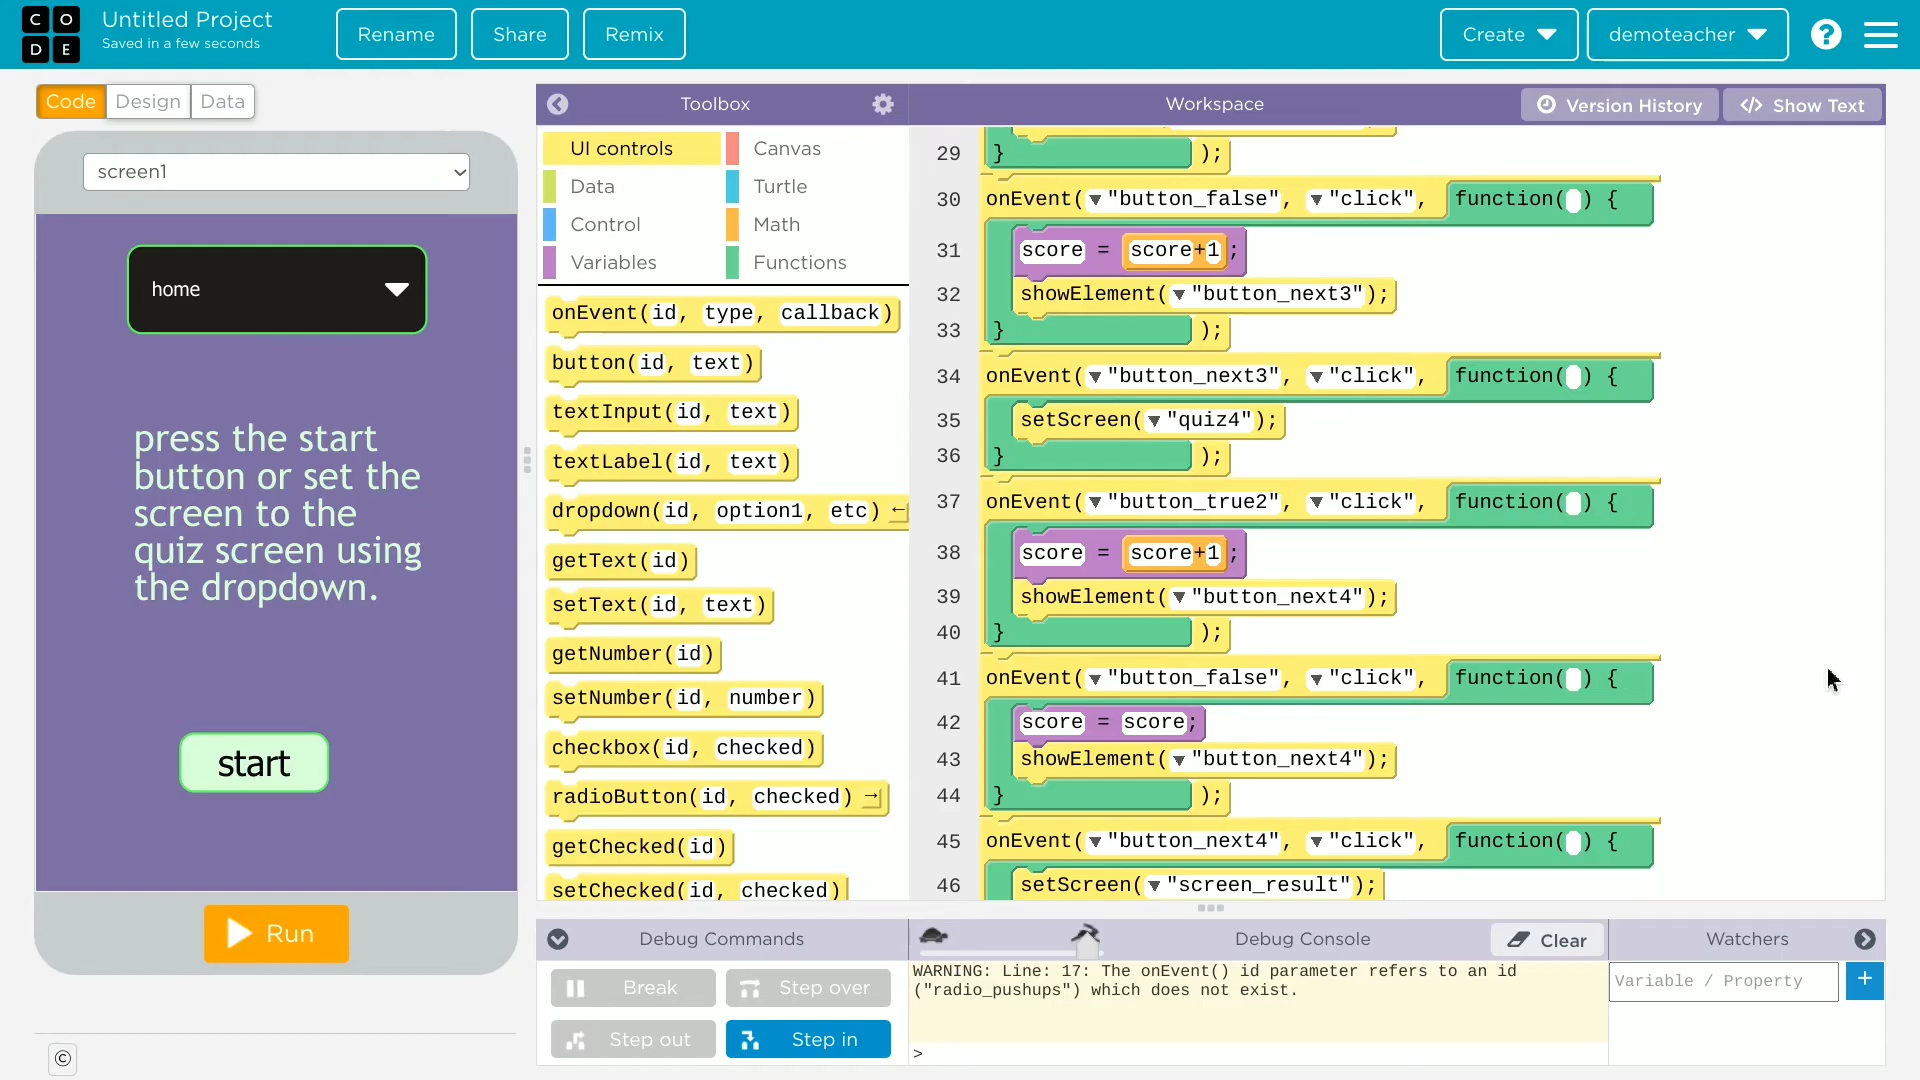 CODE
Untitled Project
Saved in a few seconds
Rename
Share
Remix
Create
demoteacher
?
Code
Design
Data
screen1
home
press the start
button or set the
screen to the
quiz screen using
the dropdown.
start
Run
©
Toolbox
UI controls
Canvas
Data
Turtle
Control
Math
Variables
Functions
onEvent(id, type, callback)
button(id, text)
textInput(id, text)
textLabel(id, text)
dropdown(id, option1, etc) ←
getText(id)
setText(id, text)
getNumber(id)
setNumber(id, number)
checkbox(id, checked)
radioButton(id, checked) →
getChecked(id)
setChecked(id, checked)
Workspace
Version History
</> Show Text
29 } );
30 onEvent(▼"button_false", ▼"click", function( ) {
31 score = score+1;
32 showElement(▼"button_next3");
33 } );
34 onEvent(▼"button_next3", ▼"click", function( ) {
35 setScreen(▼"quiz4");
36 } );
37 onEvent(▼"button_true2", ▼"click", function( ) {
38 score = score+1;
39 showElement(▼"button_next4");
40 } );
41 onEvent(▼"button_false", ▼"click", function( ) {
42 score = score;
43 showElement(▼"button_next4");
44 } );
45 onEvent(▼"button_next4", ▼"click", function( ) {
46 setScreen(▼"screen_result");
Debug Commands
Break
Step over
Step out
Step in
Debug Console
Clear
WARNING: Line: 17: The onEvent() id parameter refers to an id
("radio_pushups") which does not exist.
>
Watchers
Variable / Property
+